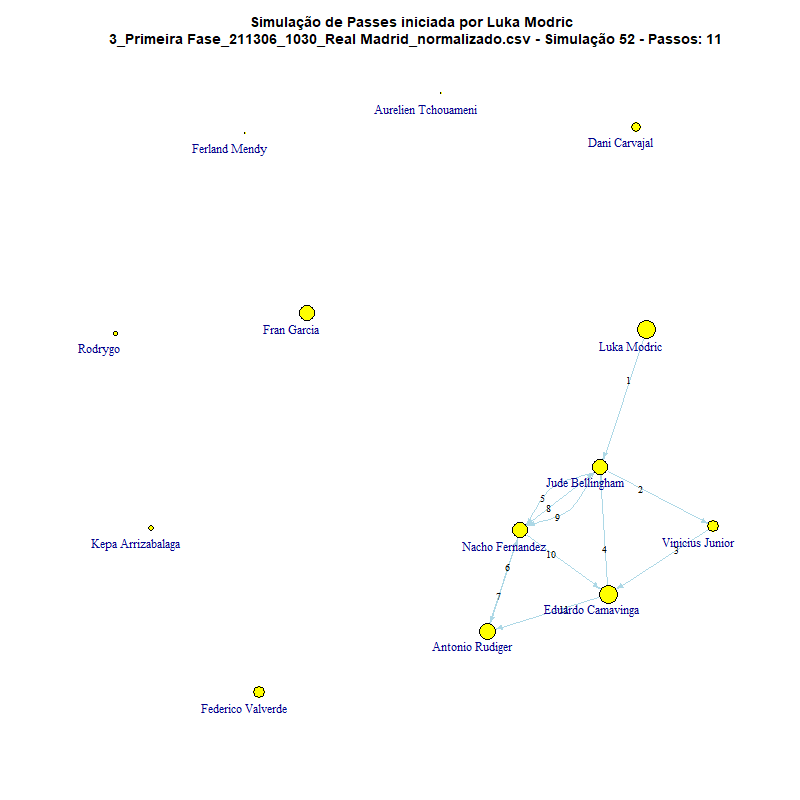 Simulação de Passes iniciada por Luka Modric
3_Primeira Fase_211306_1030_Real Madrid_normalizado.csv - Simulação 52 - Passos: 11
Aurelien Tchouameni
Dani Carvajal
Ferland Mendy
Fran Garcia
Rodrygo
Luka Modric
1
Jude Bellingham
2
5
8
9
Kepa Arrizabalaga
Nacho Fernandez
Vinicius Junior
10
4
3
6
7
Eduardo Camavinga
11
Antonio Rudiger
Federico Valverde